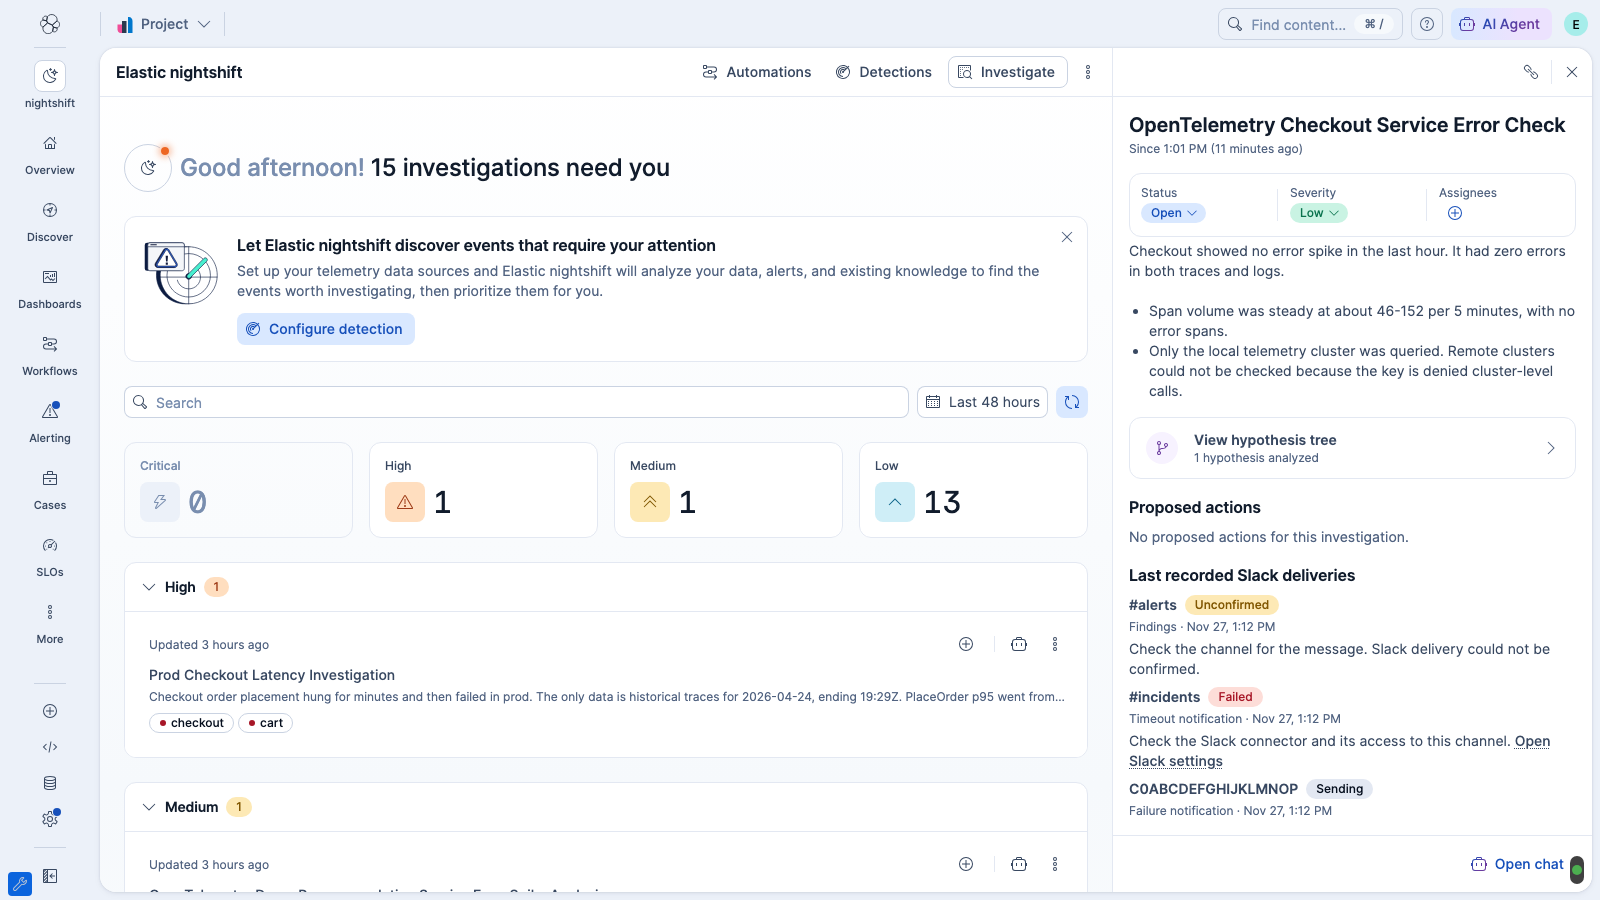 Project
Find content...
⌘ /
AI Agent
E
nightshift
Overview
Discover
Dashboards
Workflows
Alerting
Cases
SLOs
More
Elastic nightshift
Automations
Detections
Investigate
Good afternoon! 15 investigations need you
Let Elastic nightshift discover events that require your attention
Set up your telemetry data sources and Elastic nightshift will analyze your data, alerts, and existing knowledge to find the
events worth investigating, then prioritize them for you.
Configure detection
Search
Last 48 hours
Critical
0
High
1
Medium
1
Low
13
High 1
Updated 3 hours ago
Prod Checkout Latency Investigation
Checkout order placement hung for minutes and then failed in prod. The only data is historical traces for 2026-04-24, ending 19:29Z. PlaceOrder p95 went from...
checkout
cart
Medium 1
Updated 3 hours ago
OpenTelemetry Checkout Service Error Check
Since 1:01 PM (11 minutes ago)
Status
Open
Severity
Low
Assignees
Checkout showed no error spike in the last hour. It had zero errors
in both traces and logs.
• Span volume was steady at about 46-152 per 5 minutes, with no
error spans.
• Only the local telemetry cluster was queried. Remote clusters
could not be checked because the key is denied cluster-level
calls.
View hypothesis tree
1 hypothesis analyzed
Proposed actions
No proposed actions for this investigation.
Last recorded Slack deliveries
#alerts Unconfirmed
Findings · Nov 27, 1:12 PM
Check the channel for the message. Slack delivery could not be
confirmed.
#incidents Failed
Timeout notification · Nov 27, 1:12 PM
Check the Slack connector and its access to this channel. Open
Slack settings
C0ABCDEFGHIJKLMNOP Sending
Failure notification · Nov 27, 1:12 PM
Open chat